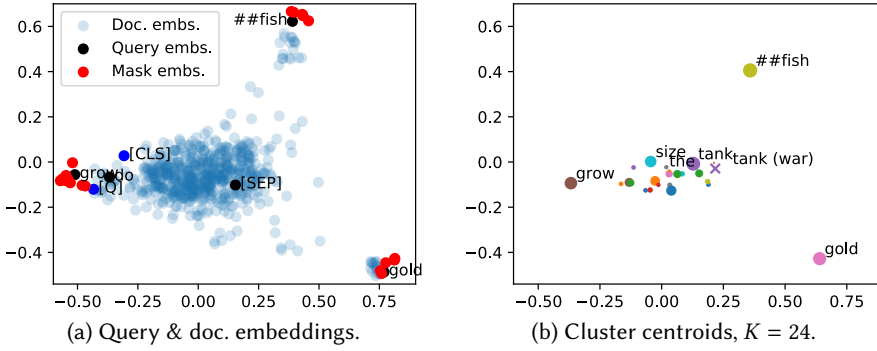 Doc. embs.
Query embs.
Mask embs.
##fish
[CLS]
grow do
[Q]
[SEP]
gold
0.6
0.4
0.2
0.0
−0.2
−0.4
−0.50 −0.25 0.00 0.25 0.50 0.75
(a) Query & doc. embeddings.
##fish
size
the tank
tank (war)
grow
gold
0.6
0.4
0.2
0.0
−0.2
−0.4
−0.50 −0.25 0.00 0.25 0.50 0.75
(b) Cluster centroids, K = 24.